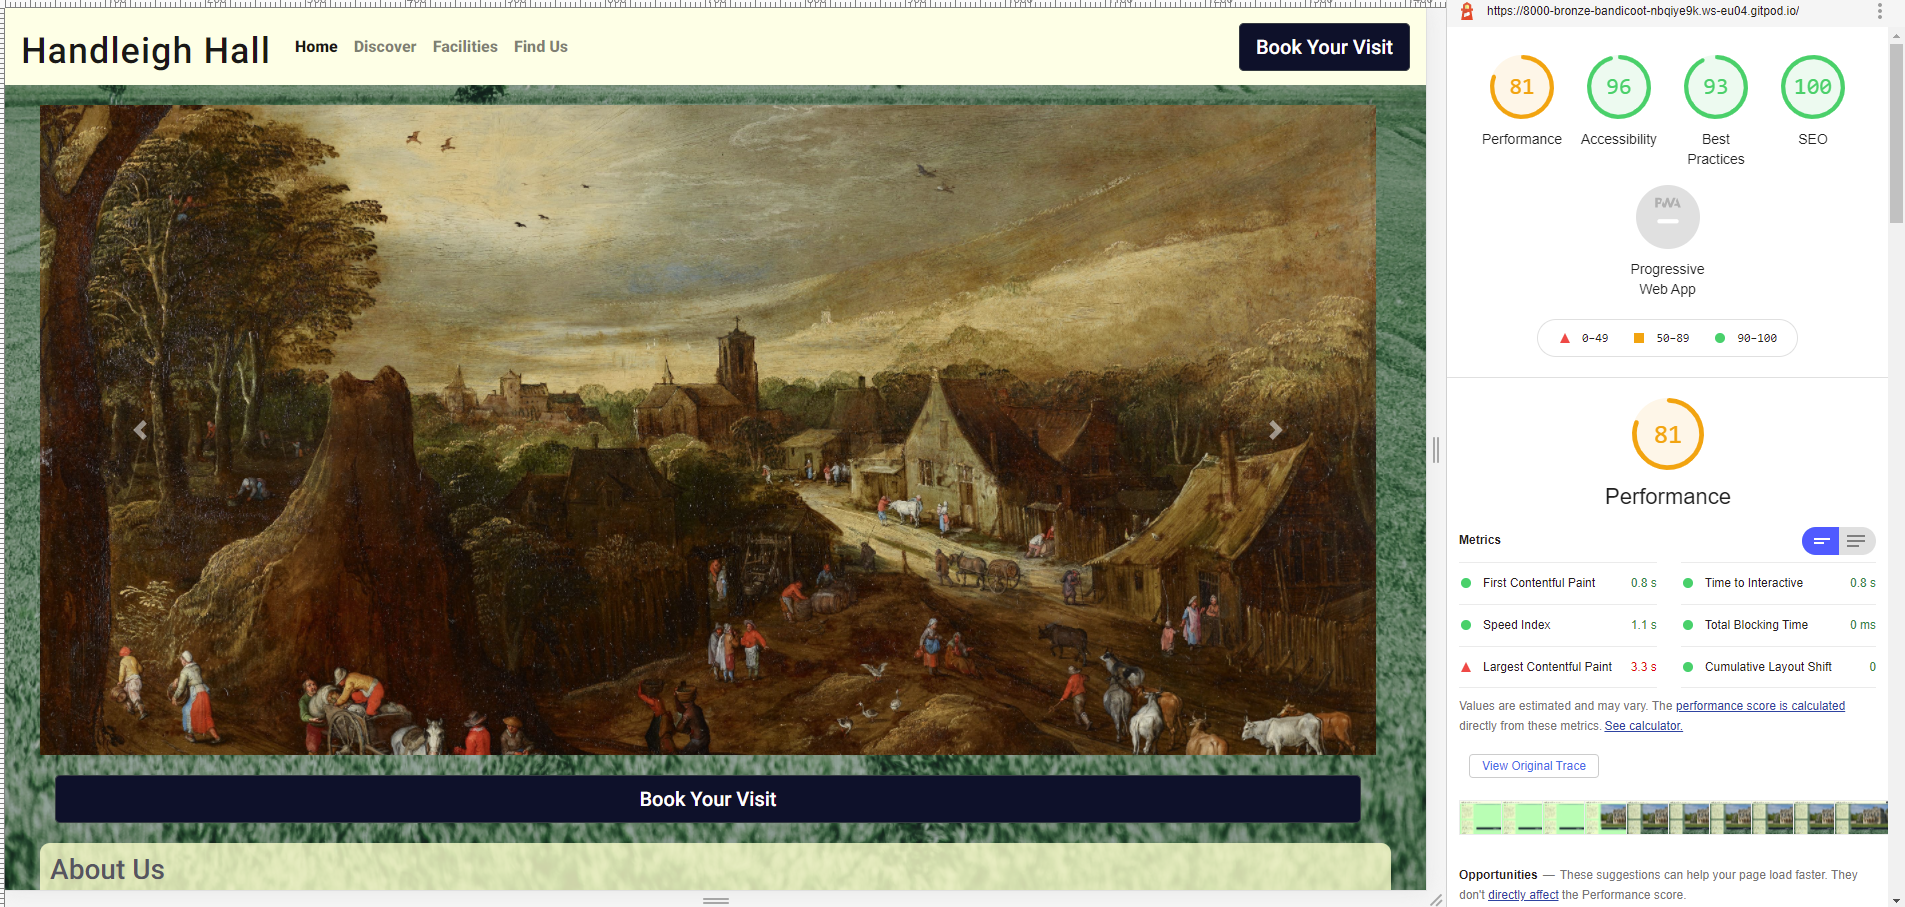 Handleigh Hall
Home Discover Facilities Find Us
Book Your Visit
Book Your Visit
About Us
https://8000-bronze-bandicoot-nbqiye9k.ws-eu04.gitpod.io/
81 96 93 100
Performance Accessibility Best Practices SEO
PWA
Progressive
Web App
0–49 50–89 90–100
81
Performance
Metrics
First Contentful Paint 0.8 s
Time to Interactive 0.8 s
Speed Index 1.1 s
Total Blocking Time 0 ms
Largest Contentful Paint 3.3 s
Cumulative Layout Shift 0
Values are estimated and may vary. The performance score is calculated
directly from these metrics. See calculator.
View Original Trace
Opportunities — These suggestions can help your page load faster. They
don't directly affect the Performance score.